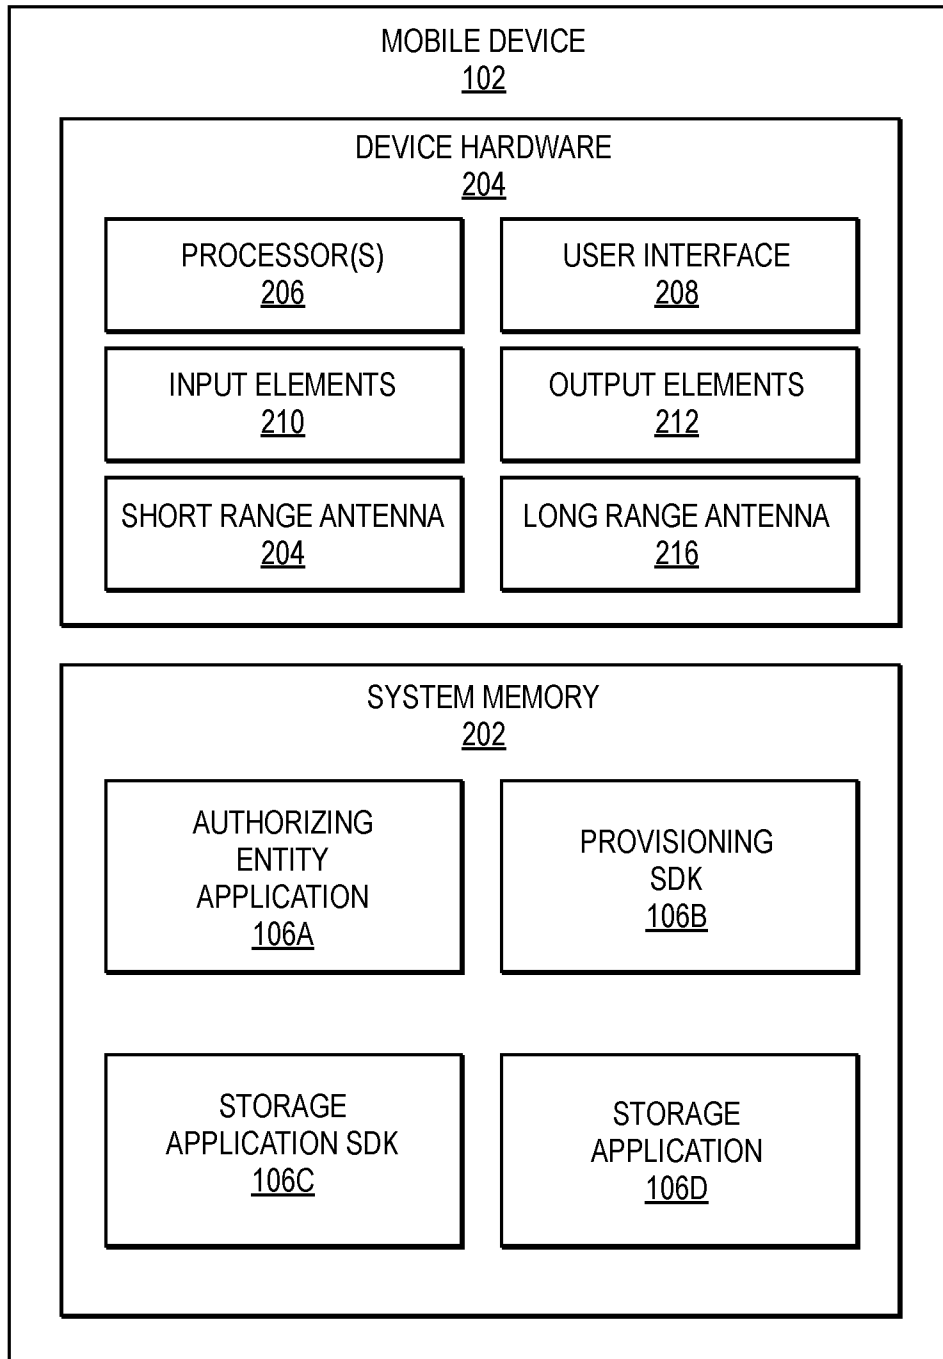 MOBILE DEVICE
102
DEVICE HARDWARE
204
PROCESSOR(S)
206
USER INTERFACE
208
INPUT ELEMENTS
210
OUTPUT ELEMENTS
212
SHORT RANGE ANTENNA
204
LONG RANGE ANTENNA
216
SYSTEM MEMORY
202
AUTHORIZING
ENTITY
APPLICATION
106A
PROVISIONING
SDK
106B
STORAGE
APPLICATION SDK
106C
STORAGE
APPLICATION
106D